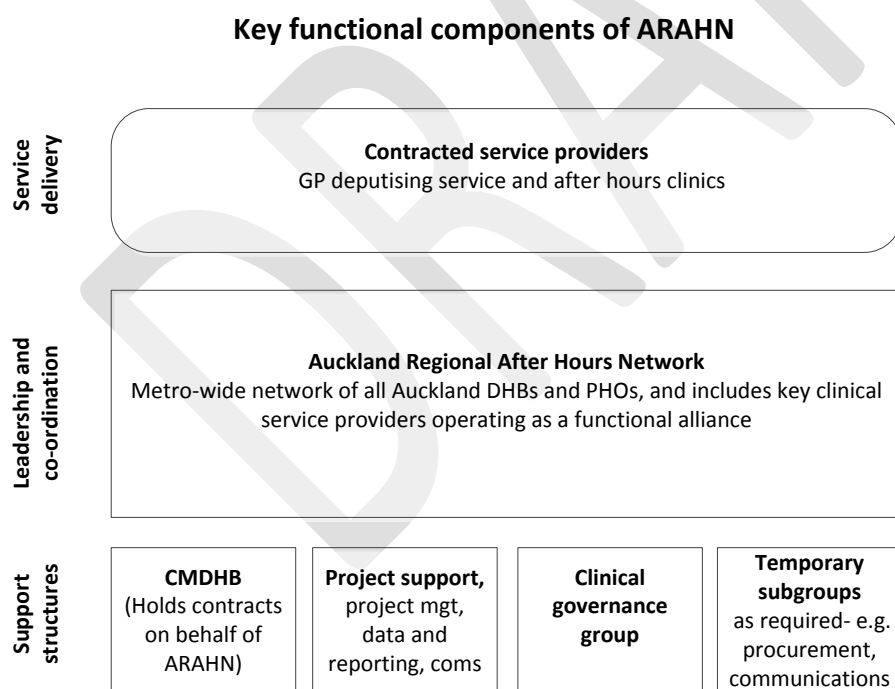 Key functional components of ARAHN
Service
delivery
Contracted service providers
GP deputising service and after hours clinics
Leadership and
co-ordination
Auckland Regional After Hours Network
Metro-wide network of all Auckland DHBs and PHOs, and includes key clinical
service providers operating as a functional alliance
Support
structures
CMDHB
(Holds contracts
on behalf of
ARAHN)
Project support,
project mgt,
data and
reporting, coms
Clinical
governance
group
Temporary
subgroups
as required- e.g.
procurement,
communications